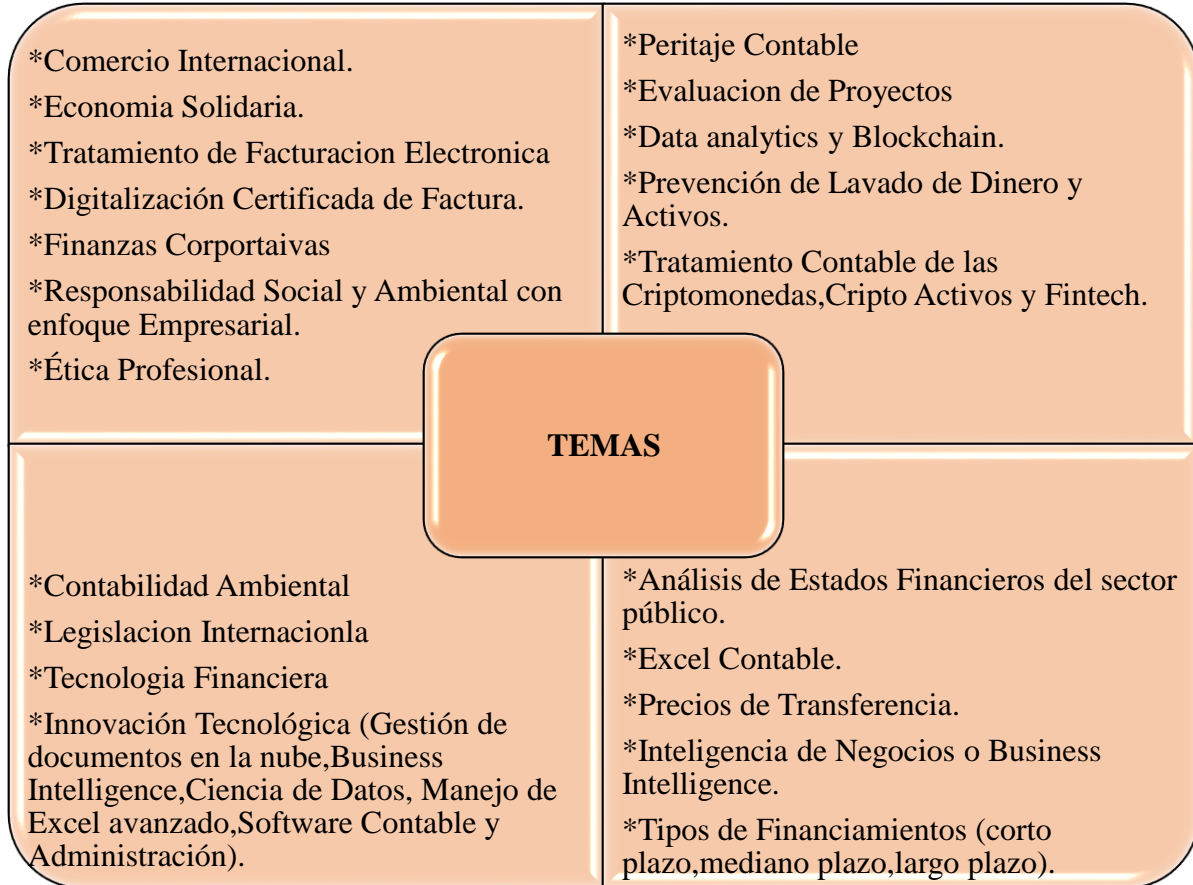 *Comercio Internacional.
*Economia Solidaria.
*Tratamiento de Facturacion Electronica
*Digitalización Certificada de Factura.
*Finanzas Corportaivas
*Responsabilidad Social y Ambiental con
enfoque Empresarial.
*Ética Profesional.
*Peritaje Contable
*Evaluacion de Proyectos
*Data analytics y Blockchain.
*Prevención de Lavado de Dinero y
Activos.
*Tratamiento Contable de las
Criptomonedas,Cripto Activos y Fintech.
TEMAS
*Contabilidad Ambiental
*Legislacion Internacionla
*Tecnologia Financiera
*Innovación Tecnológica (Gestión de
documentos en la nube,Business
Intelligence,Ciencia de Datos, Manejo de
Excel avanzado,Software Contable y
Administración).
*Análisis de Estados Financieros del sector
público.
*Excel Contable.
*Precios de Transferencia.
*Inteligencia de Negocios o Business
Intelligence.
*Tipos de Financiamientos (corto
plazo,mediano plazo,largo plazo).